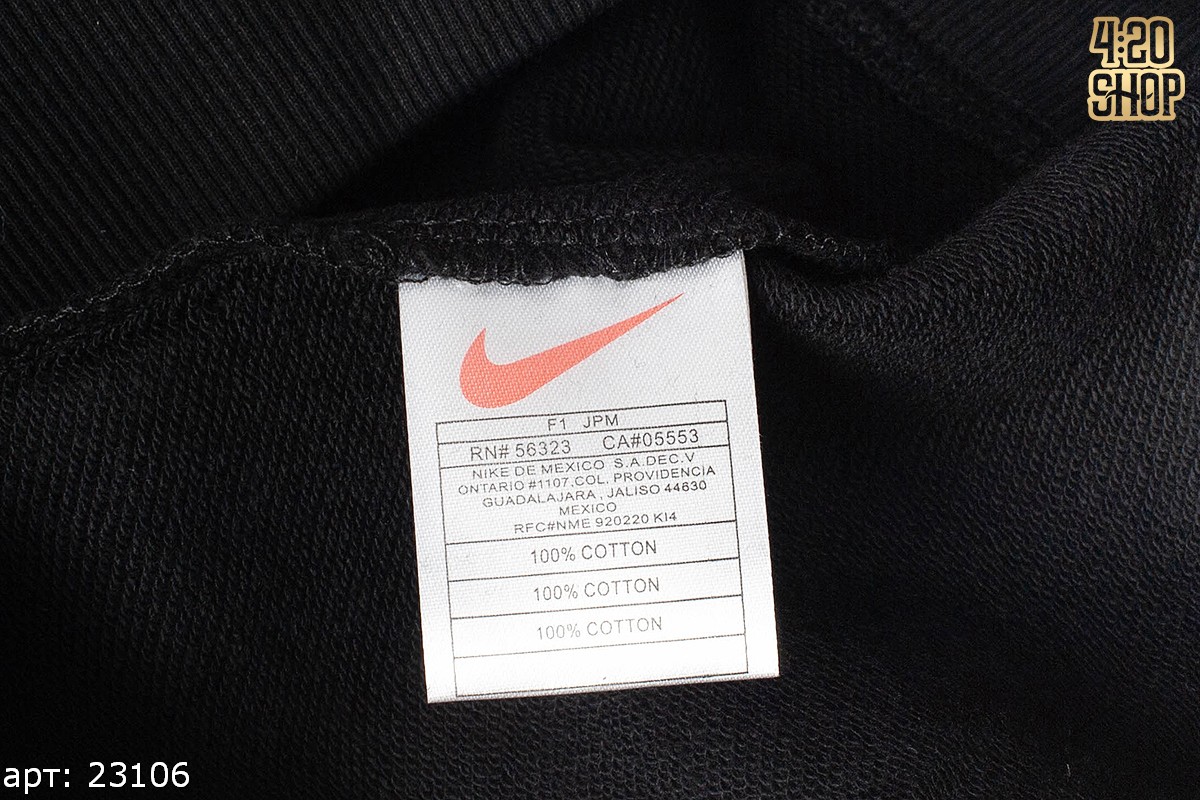 4:20
SHOP
F1 JPM
RN# 56323 CA#05553
NIKE DE MEXICO S.A.DEC.V
ONTARIO #1107.COL. PROVIDENCIA
GUADALAJARA , JALISO 44630
MEXICO
RFC#NME 920220 KI4
100% COTTON
100% COTTON
100% COTTON
арт: 23106